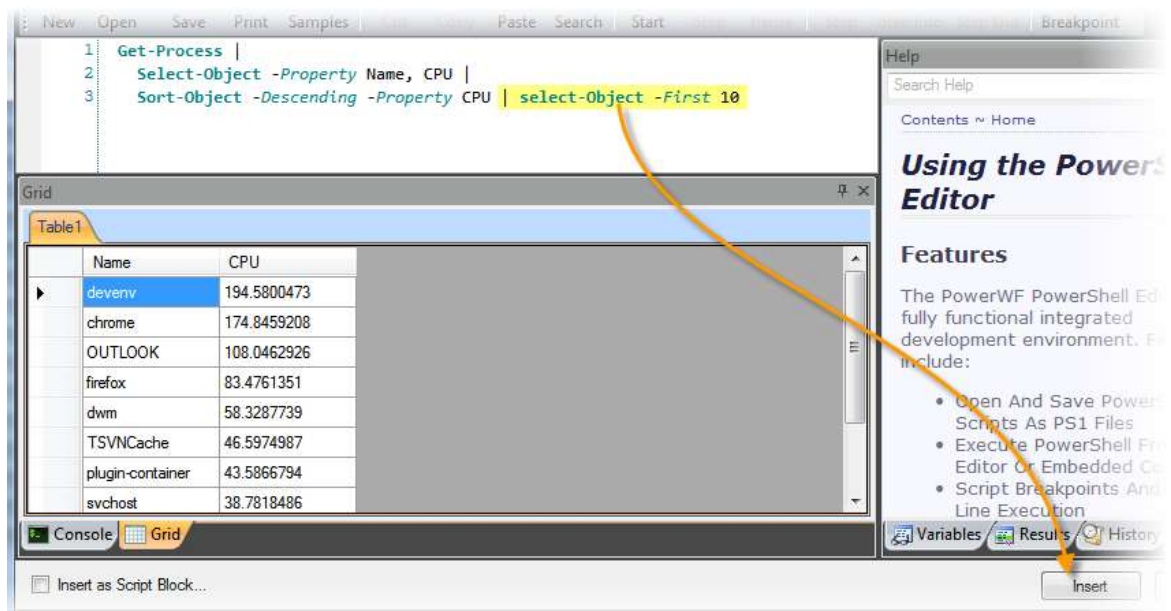 New Open Save Print Samples Paste Search Start Breakpoint
1 Get-Process |
2 Select-Object -Property Name, CPU |
3 Sort-Object -Descending -Property CPU | select-Object -First 10
Help
Search Help
Contents ~ Home
Using the PowerS
Editor
Features
The PowerWF PowerShell Ed
fully functional integrated
development environment. F
include:
• Open And Save Power
Scripts As PS1 Files
• Execute PowerShell Fr
Editor Or Embedded Co
• Script Breakpoints And
Line Execution
Grid
Table1
Name CPU
devenv 194.5800473
chrome 174.8459208
OUTLOOK 108.0462926
firefox 83.4761351
dwm 58.3287739
TSVNCache 46.5974987
plugin-container 43.5866794
svchost 38.7818486
Console Grid
Variables Results History
Insert as Script Block...
Insert